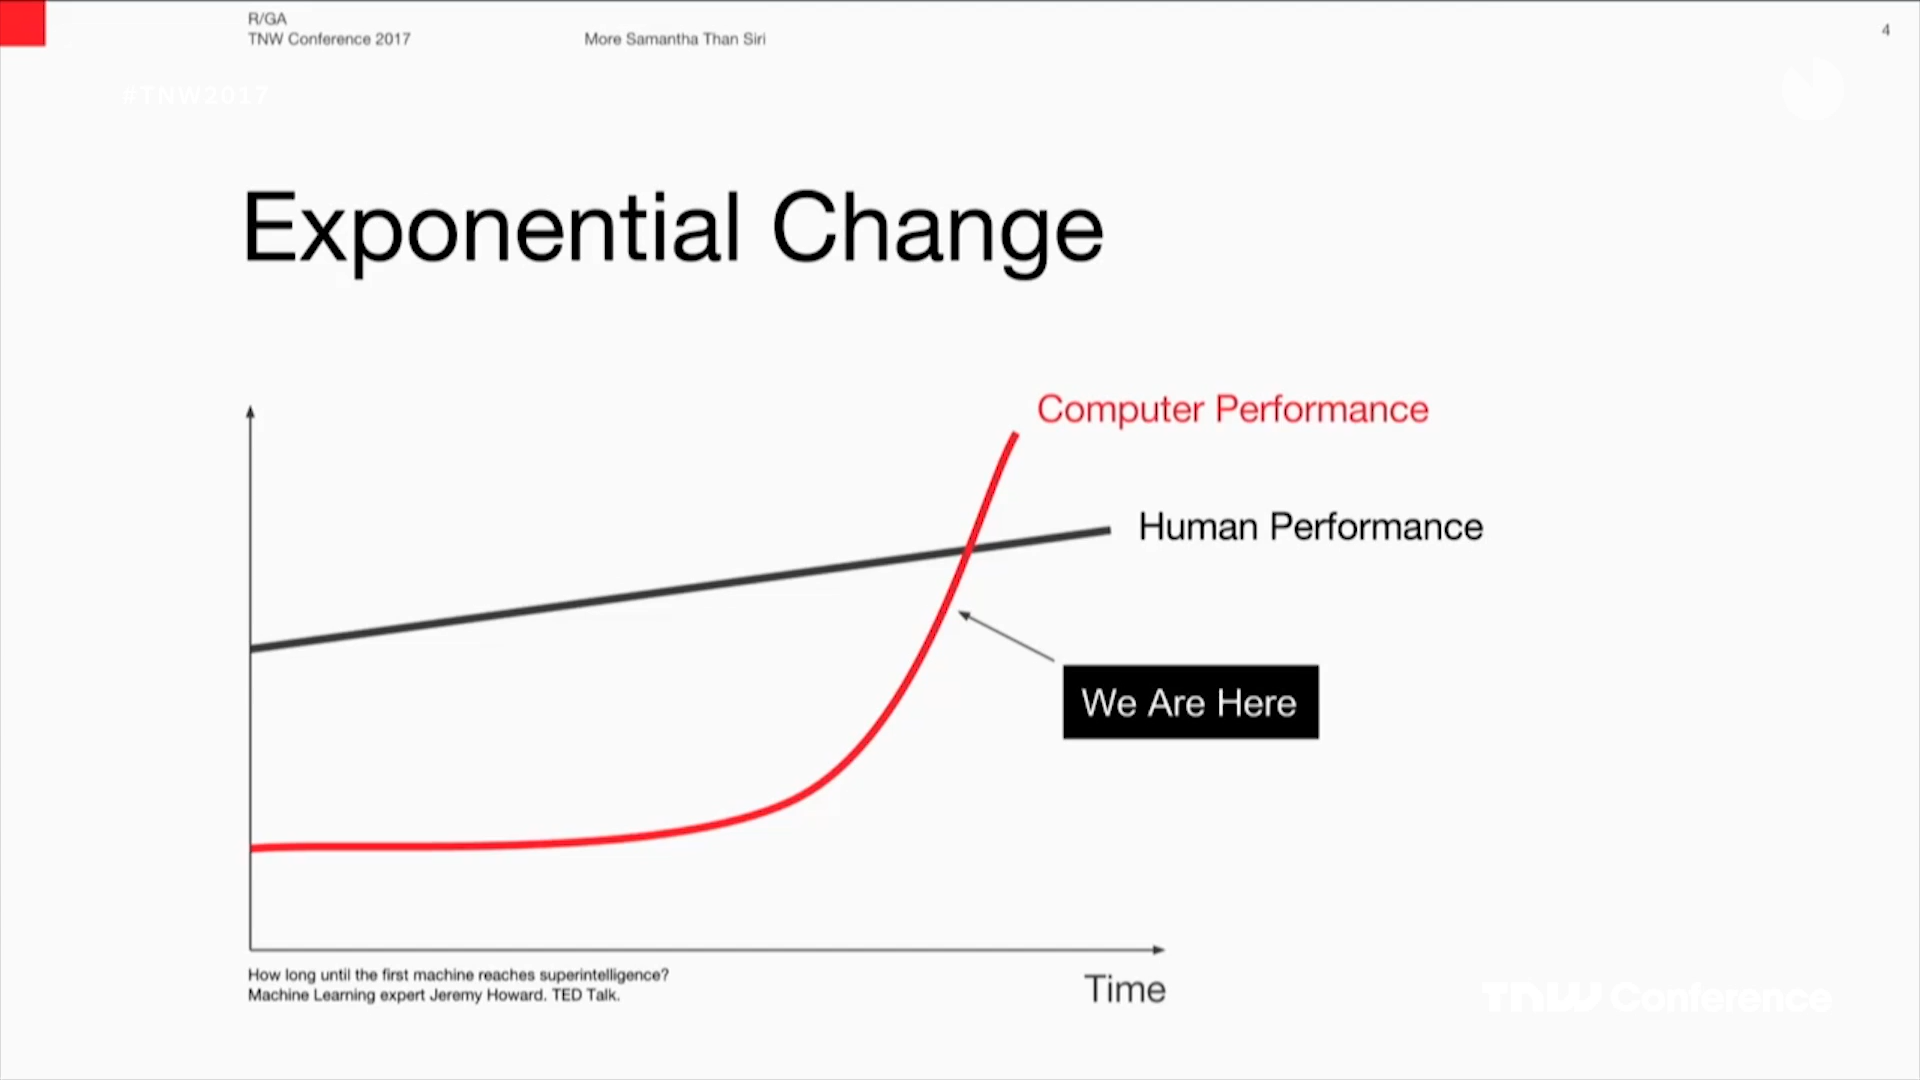 R/GA
TNW Conference 2017
More Samantha Than Siri
4
#TNW2017
Exponential Change
Computer Performance
Human Performance
We Are Here
How long until the first machine reaches superintelligence?
Machine Learning expert Jeremy Howard. TED Talk.
Time
TNW Conference